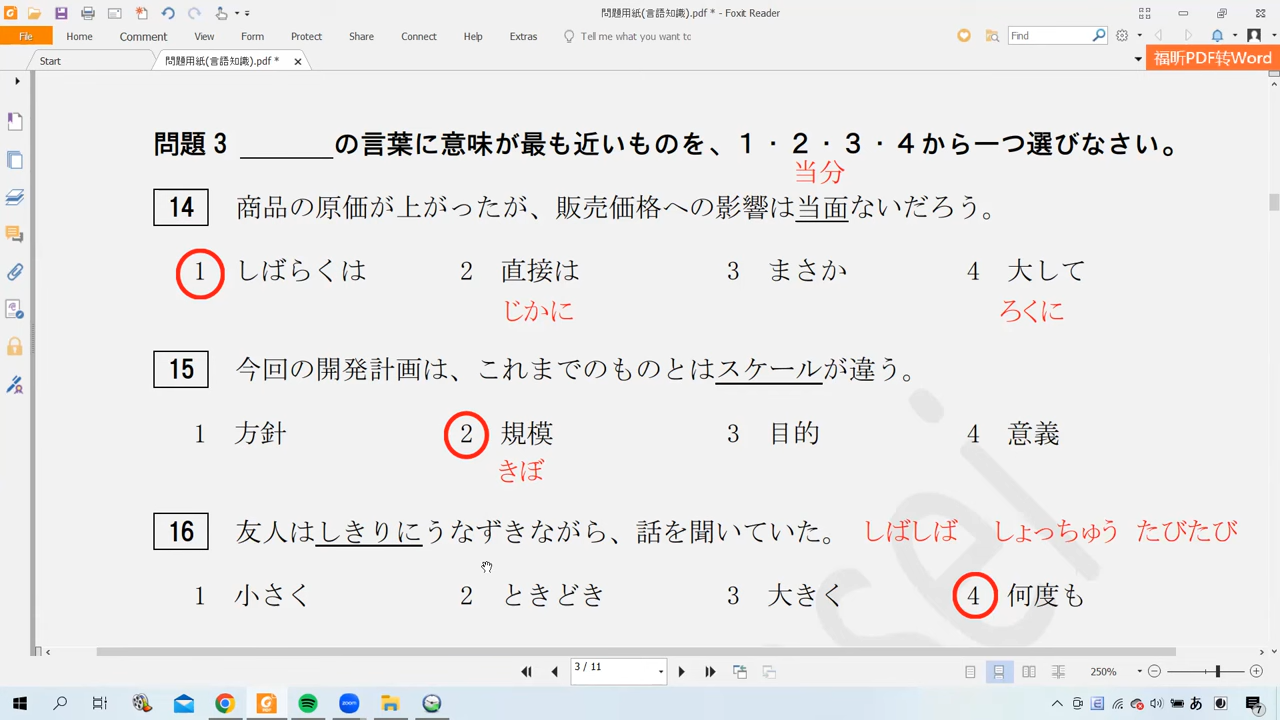 問題用紙(言語知識).pdf * - Foxit Reader
File Home Comment View Form Protect Share Connect Help Extras Tell me what you want to Find
Start 問題用紙(言語知識).pdf *
福昕PDF转Word
問題3 ______の言葉に意味が最も近いものを、1・2・3・4から一つ選びなさい。
当分
14 商品の原価が上がったが、販売価格への影響は当面ないだろう。
1 しばらくは 2 直接は 3 まさか 4 大して
じかに ろくに
15 今回の開発計画は、これまでのものとはスケールが違う。
1 方針 2 規模 3 目的 4 意義
きぼ
16 友人はしきりにうなずきながら、話を聞いていた。 しばしば しょっちゅう たびたび
1 小さく 2 ときどき 3 大きく 4 何度も
sei
3 / 11
250%
zoom
あ
7